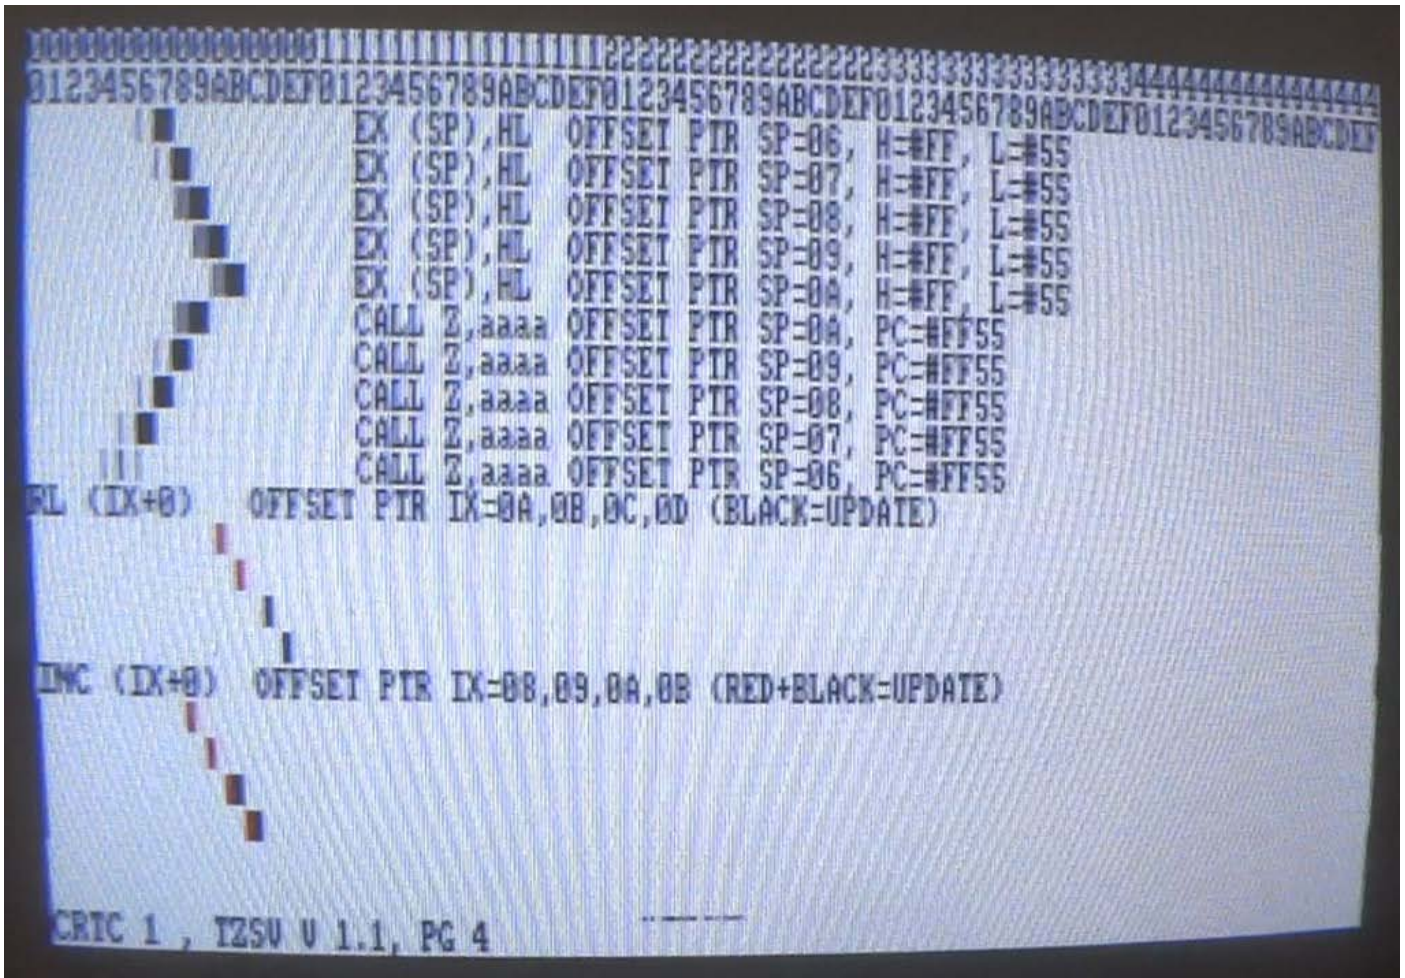 00000000000000001111111111111111222222222222222233333333333333334444444444444444
0123456789ABCDEF0123456789ABCDEF0123456789ABCDEF0123456789ABCDEF0123456789ABCDEF
EX (SP),HL OFFSET PTR SP=06, H=#FF, L=#55
EX (SP),HL OFFSET PTR SP=07, H=#FF, L=#55
EX (SP),HL OFFSET PTR SP=08, H=#FF, L=#55
EX (SP),HL OFFSET PTR SP=09, H=#FF, L=#55
EX (SP),HL OFFSET PTR SP=0A, H=#FF, L=#55
CALL Z,aaaa OFFSET PTR SP=0A, PC=#FF55
CALL Z,aaaa OFFSET PTR SP=09, PC=#FF55
CALL Z,aaaa OFFSET PTR SP=08, PC=#FF55
CALL Z,aaaa OFFSET PTR SP=07, PC=#FF55
CALL Z,aaaa OFFSET PTR SP=06, PC=#FF55
RL (IX+0) OFFSET PTR IX=0A,0B,0C,0D (BLACK=UPDATE)
INC (IX+0) OFFSET PTR IX=08,09,0A,0B (RED+BLACK=UPDATE)
CRTC 1 , TZSV V 1.1, PG 4